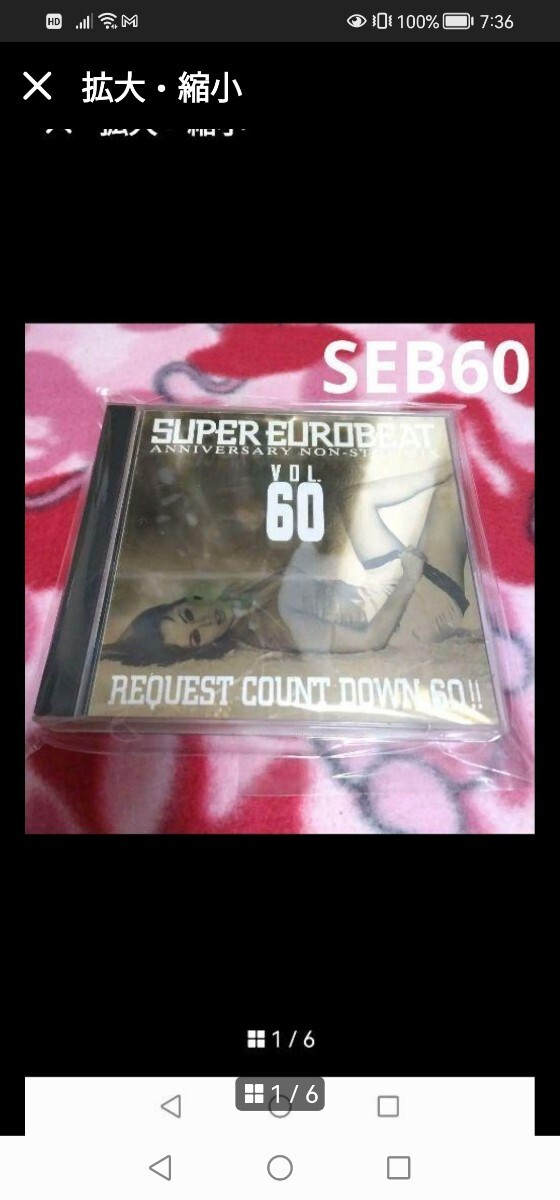 HD 100% 7:36
拡大・縮小
SEB60
SUPER EUROBEAT
ANNIVERSARY NON-STOP MIX
VOL.
60
REQUEST COUNT DOWN 60!!
1 / 6
1 / 6